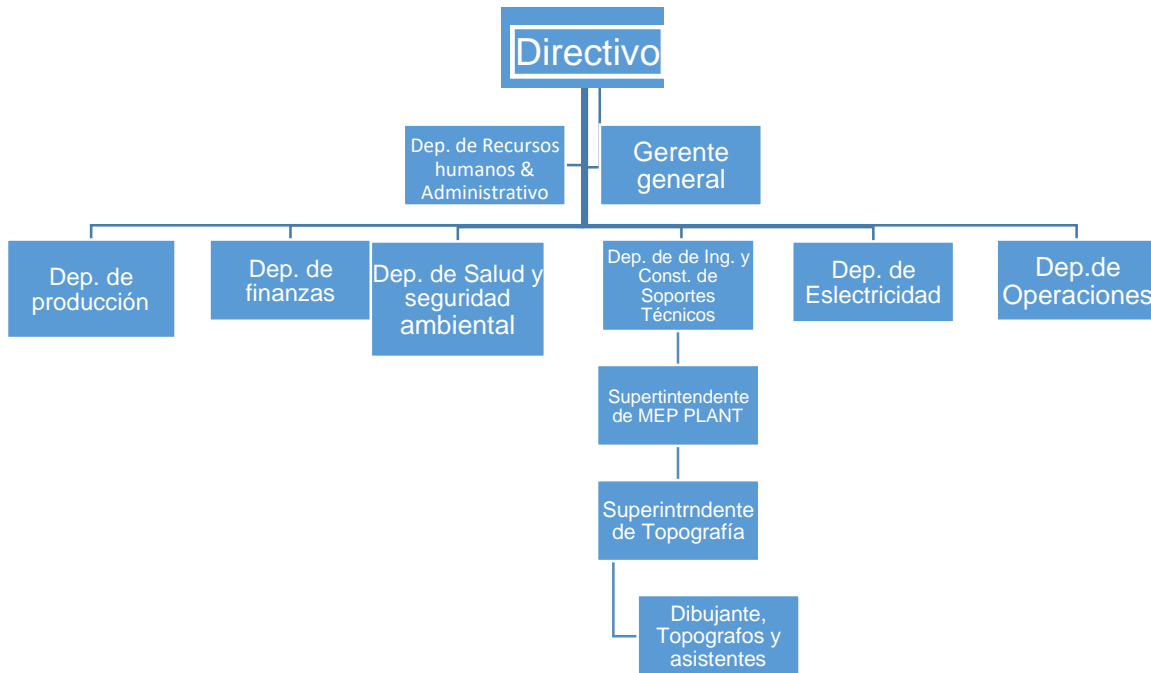 Directivo
Dep. de Recursos
humanos &
Administrativo
Gerente
general
Dep. de
producción
Dep. de
finanzas
Dep. de Salud y
seguridad
ambiental
Dep. de de Ing. y
Const. de
Soportes
Técnicos
Dep. de
Eslectricidad
Dep.de
Operaciones
Supertintendente
de MEP PLANT
Superintrndente
de Topografía
Dibujante,
Topografos y
asistentes